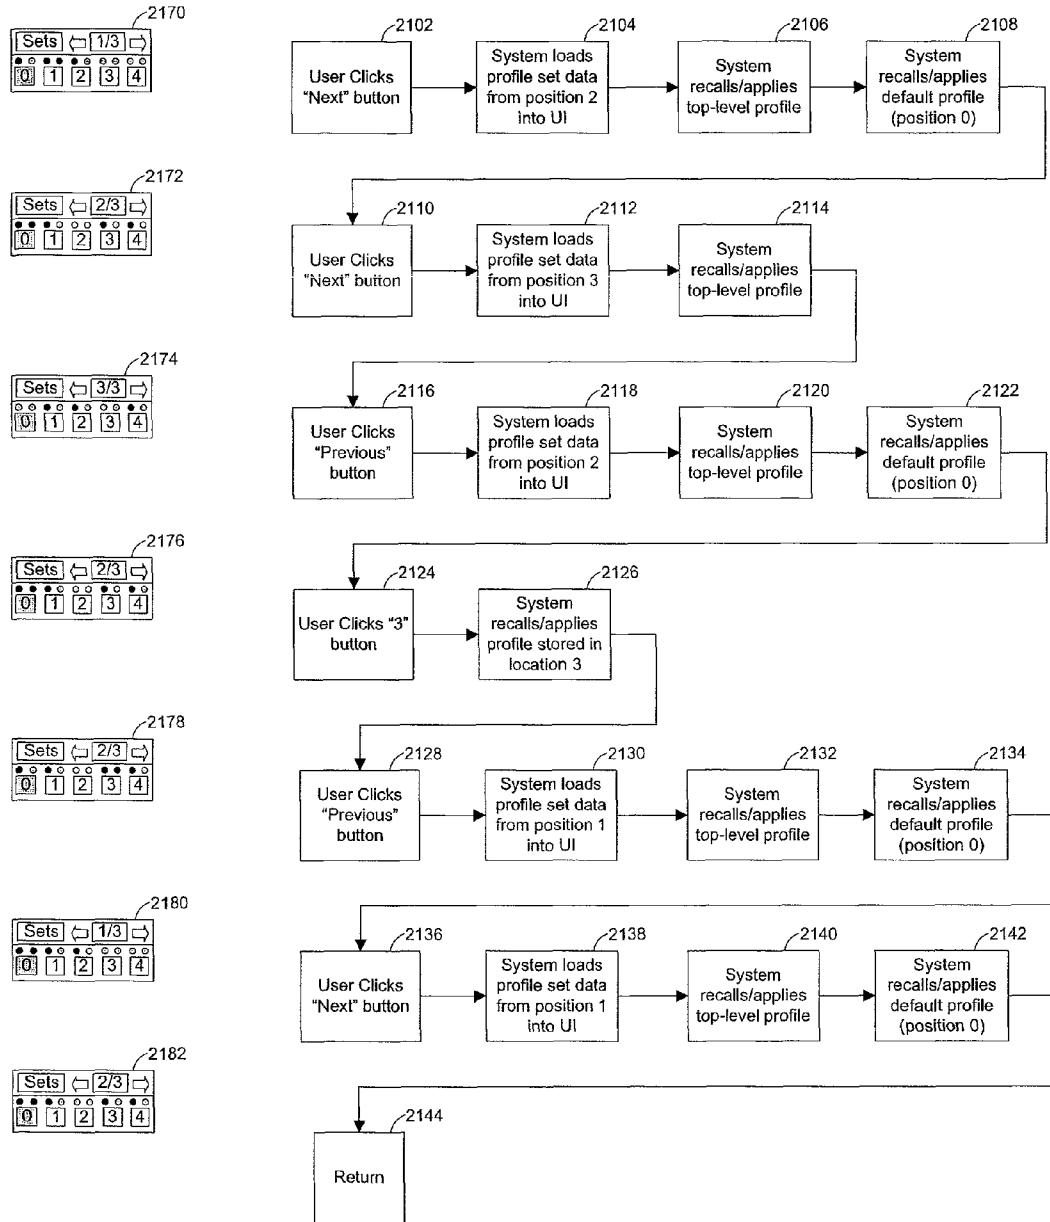 2170
Sets 1/3
0 1 2 3 4
2102
User Clicks
"Next" button
2104
System loads
profile set data
from position 2
into UI
2106
System
recalls/applies
top-level profile
2108
System
recalls/applies
default profile
(position 0)
2172
Sets 2/3
0 1 2 3 4
2110
User Clicks
"Next" button
2112
System loads
profile set data
from position 3
into UI
2114
System
recalls/applies
top-level profile
2174
Sets 3/3
0 1 2 3 4
2116
User Clicks
"Previous"
button
2118
System loads
profile set data
from position 2
into UI
2120
System
recalls/applies
top-level profile
2122
System
recalls/applies
default profile
(position 0)
2176
Sets 2/3
0 1 2 3 4
2124
User Clicks "3"
button
2126
System
recalls/applies
profile stored in
location 3
2178
Sets 2/3
0 1 2 3 4
2128
User Clicks
"Previous"
button
2130
System loads
profile set data
from position 1
into UI
2132
System
recalls/applies
top-level profile
2134
System
recalls/applies
default profile
(position 0)
2180
Sets 1/3
0 1 2 3 4
2136
User Clicks
"Next" button
2138
System loads
profile set data
from position 1
into UI
2140
System
recalls/applies
top-level profile
2142
System
recalls/applies
default profile
(position 0)
2182
Sets 2/3
0 1 2 3 4
2144
Return